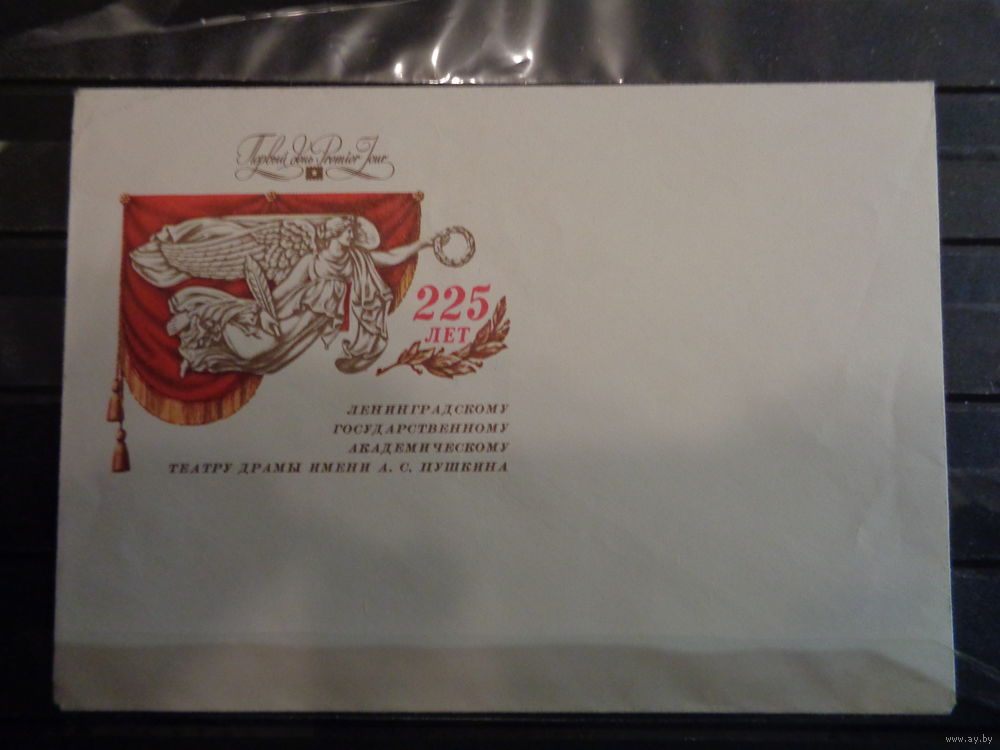 Первый день Premier Jour
225
ЛЕТ
ЛЕНИНГРАДСКОМУ
ГОСУДАРСТВЕННОМУ
АКАДЕМИЧЕСКОМУ
ТЕАТРУ ДРАМЫ ИМЕНИ А. С. ПУШКИНА
www.ay.by